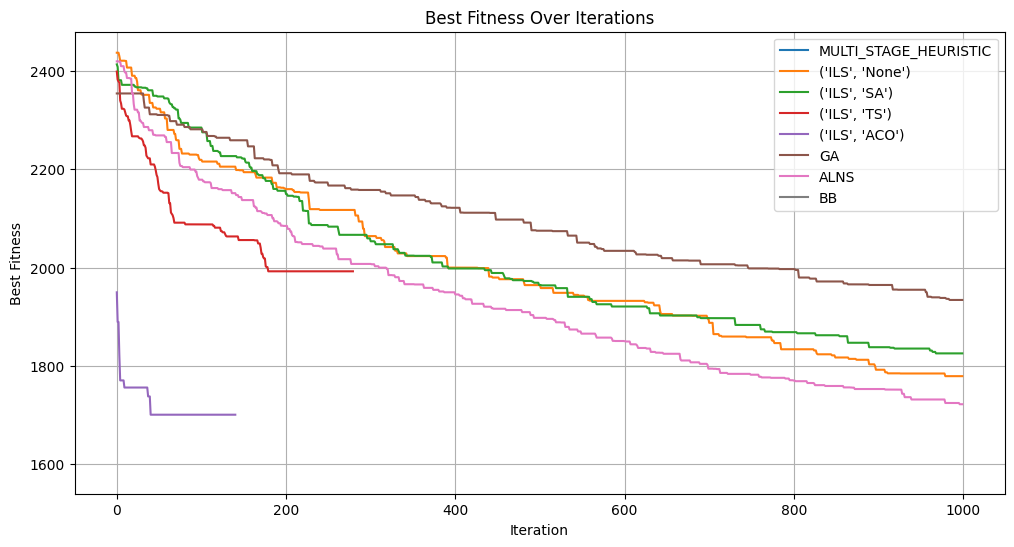 Best Fitness Over Iterations
Best Fitness
2400
2200
2000
1800
1600
0
200
400
600
800
1000
Iteration
MULTI_STAGE_HEURISTIC
('ILS', 'None')
('ILS', 'SA')
('ILS', 'TS')
('ILS', 'ACO')
GA
ALNS
BB